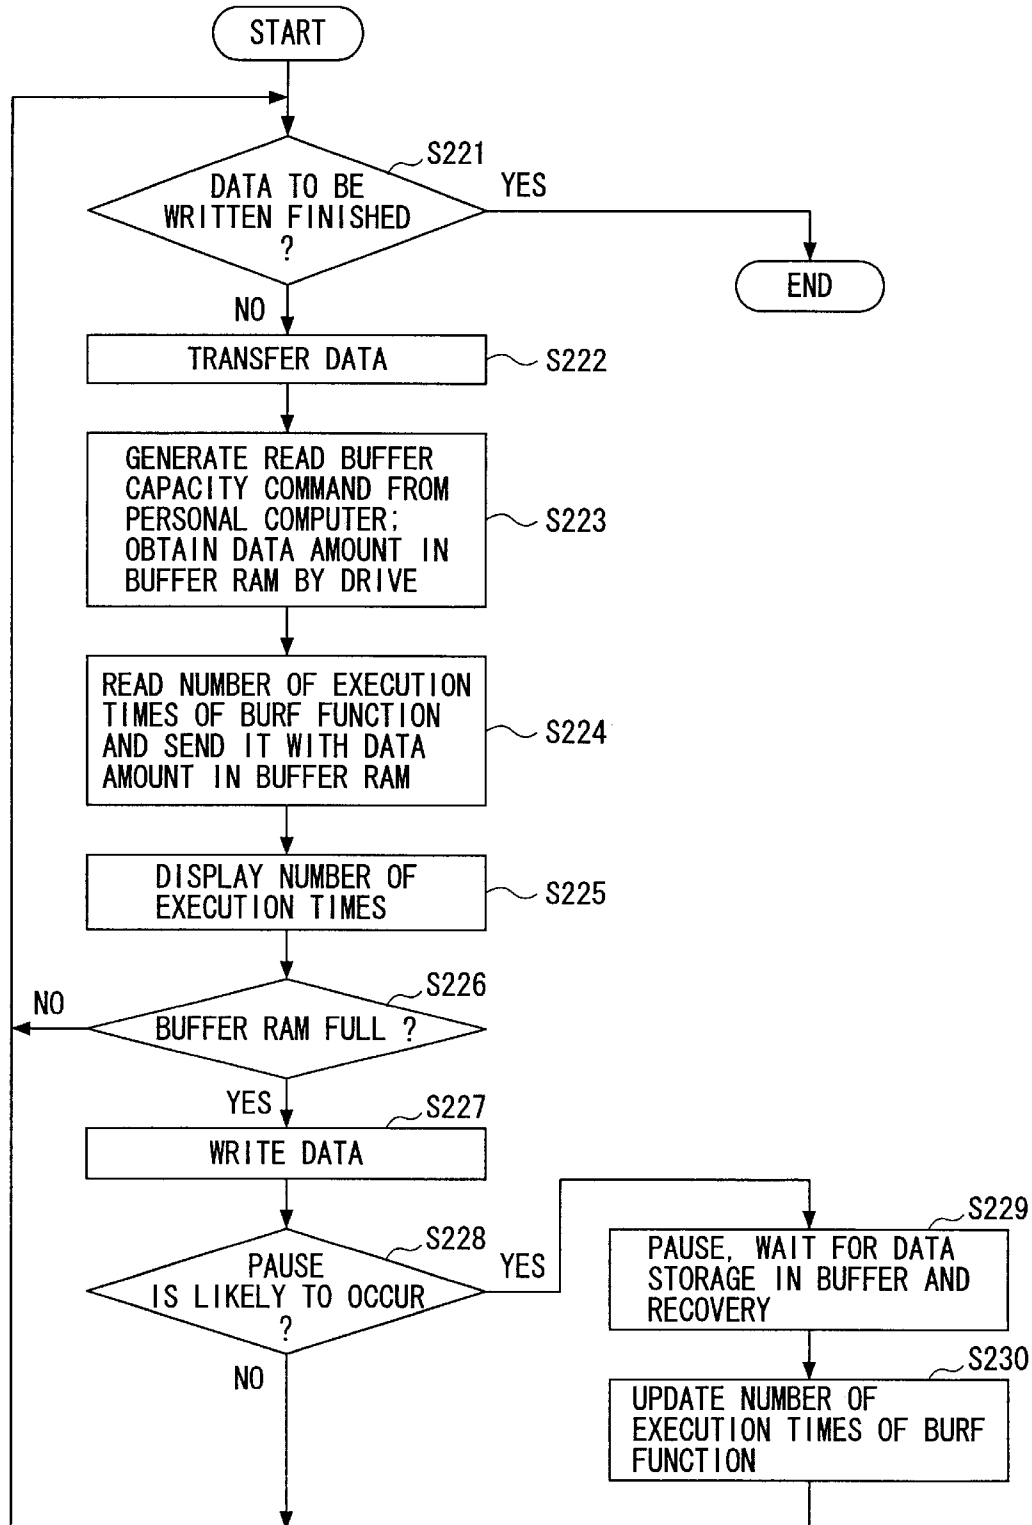 START
S221
DATA TO BE
WRITTEN FINISHED
?
YES
END
NO
TRANSFER DATA
S222
GENERATE READ BUFFER
CAPACITY COMMAND FROM
PERSONAL COMPUTER;
OBTAIN DATA AMOUNT IN
BUFFER RAM BY DRIVE
S223
READ NUMBER OF EXECUTION
TIMES OF BURF FUNCTION
AND SEND IT WITH DATA
AMOUNT IN BUFFER RAM
S224
DISPLAY NUMBER OF
EXECUTION TIMES
S225
S226
NO
BUFFER RAM FULL ?
YES
S227
WRITE DATA
S228
PAUSE
IS LIKELY TO OCCUR
?
YES
NO
S229
PAUSE, WAIT FOR DATA
STORAGE IN BUFFER AND
RECOVERY
S230
UPDATE NUMBER OF
EXECUTION TIMES OF BURF
FUNCTION